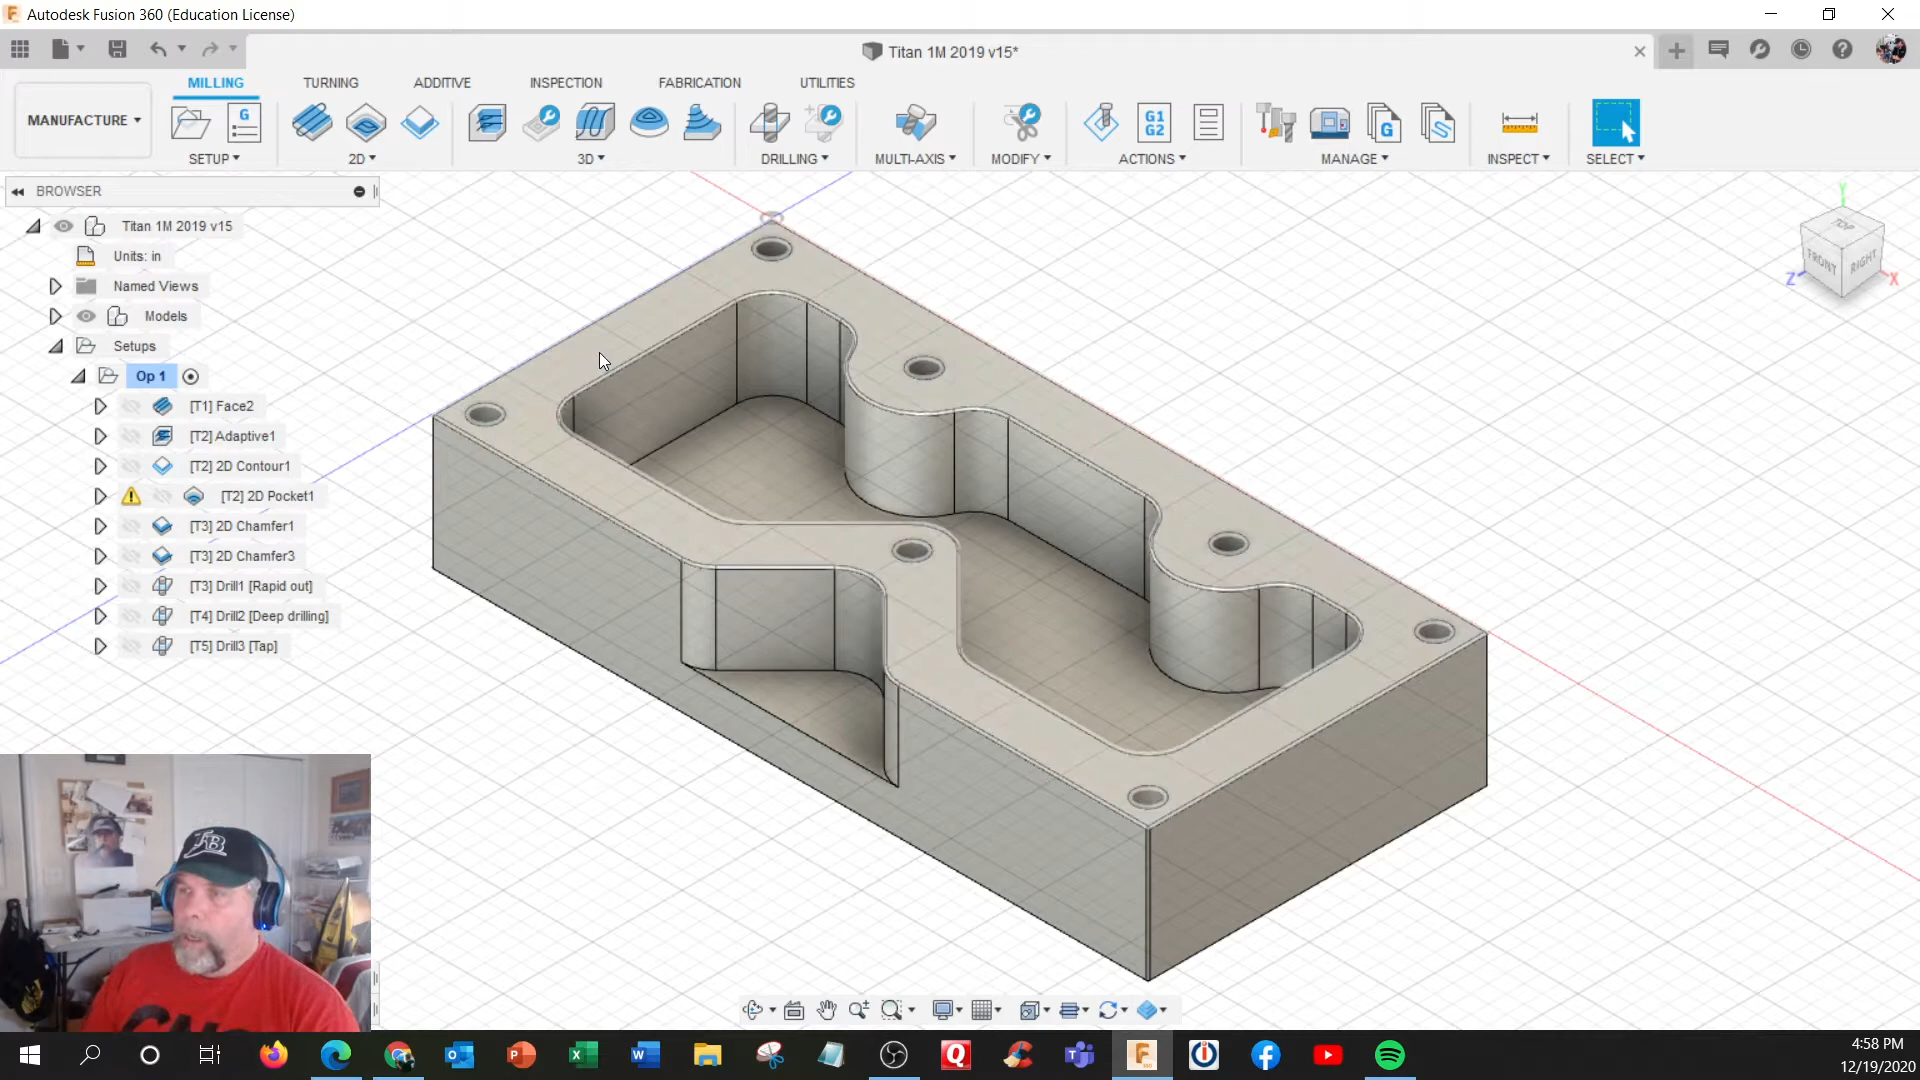 Autodesk Fusion 360 (Education License)
Titan 1M 2019 v15*
MILLING TURNING ADDITIVE INSPECTION FABRICATION UTILITIES
MANUFACTURE
SETUP 2D 3D DRILLING MULTI-AXIS MODIFY ACTIONS MANAGE INSPECT SELECT
G
G1
G2
G
BROWSER
Titan 1M 2019 v15
Units: in
Named Views
Models
Setups
Op 1
[T1] Face2
[T2] Adaptive1
[T2] 2D Contour1
[T2] 2D Pocket1
[T3] 2D Chamfer1
[T3] 2D Chamfer3
[T3] Drill1 [Rapid out]
[T4] Drill2 [Deep drilling]
[T5] Drill3 [Tap]
Y
TOP
FRONT
RIGHT
Z
X
4:58 PM
12/19/2020